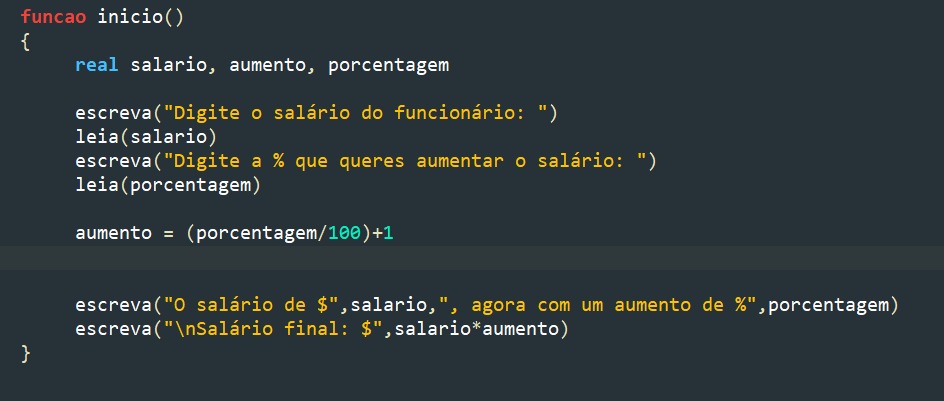 funcao inicio()
{
real salario, aumento, porcentagem
escreva("Digite o salário do funcionário: ")
leia(salario)
escreva("Digite a % que queres aumentar o salário: ")
leia(porcentagem)
aumento = (porcentagem/100)+1
escreva("O salário de $",salario,", agora com um aumento de %",porcentagem)
escreva("\nSalário final: $",salario*aumento)
}